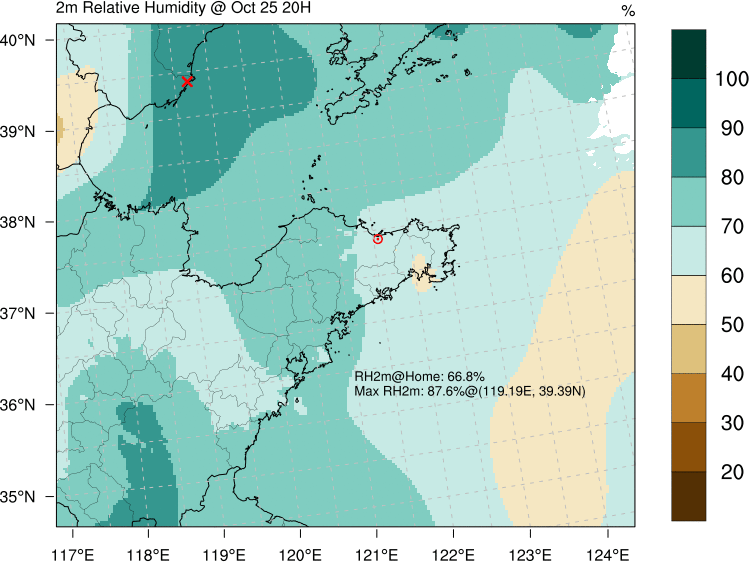 2m Relative Humidity @ Oct 25 20H
%
40°N
39°N
38°N
37°N
36°N
35°N
117°E 118°E 119°E 120°E 121°E 122°E 123°E 124°E
RH2m@Home: 66.8%
Max RH2m: 87.6%@(119.19E, 39.39N)
100
90
80
70
60
50
40
30
20